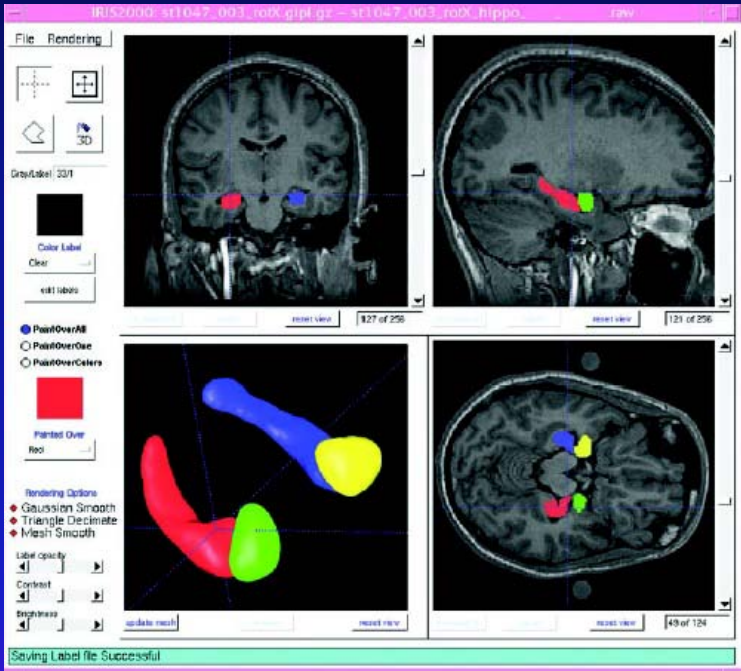 IRIS2000: st1047_003_rotX.gipl.gz – st1047_003_rotX_hippo_ raw
File Rendering
3D
Gray/Label 33/1
Color Label
Clear
edit labels
PaintOverAll
PaintOverOne
PaintOverColors
Painted Over
Red
Rendering Options
Gaussian Smooth
Triangle Decimate
Mesh Smooth
Label opacity
Contrast
Brightness
reset view
127 of 256
reset view
121 of 256
update mesh
reset view
reset view
49 of 124
Saving Label file Successful